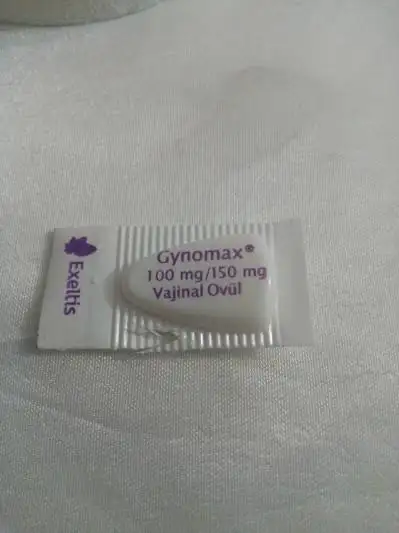 Exeltis
Gynomax®
100 mg/150 mg
Vajinal Ovül